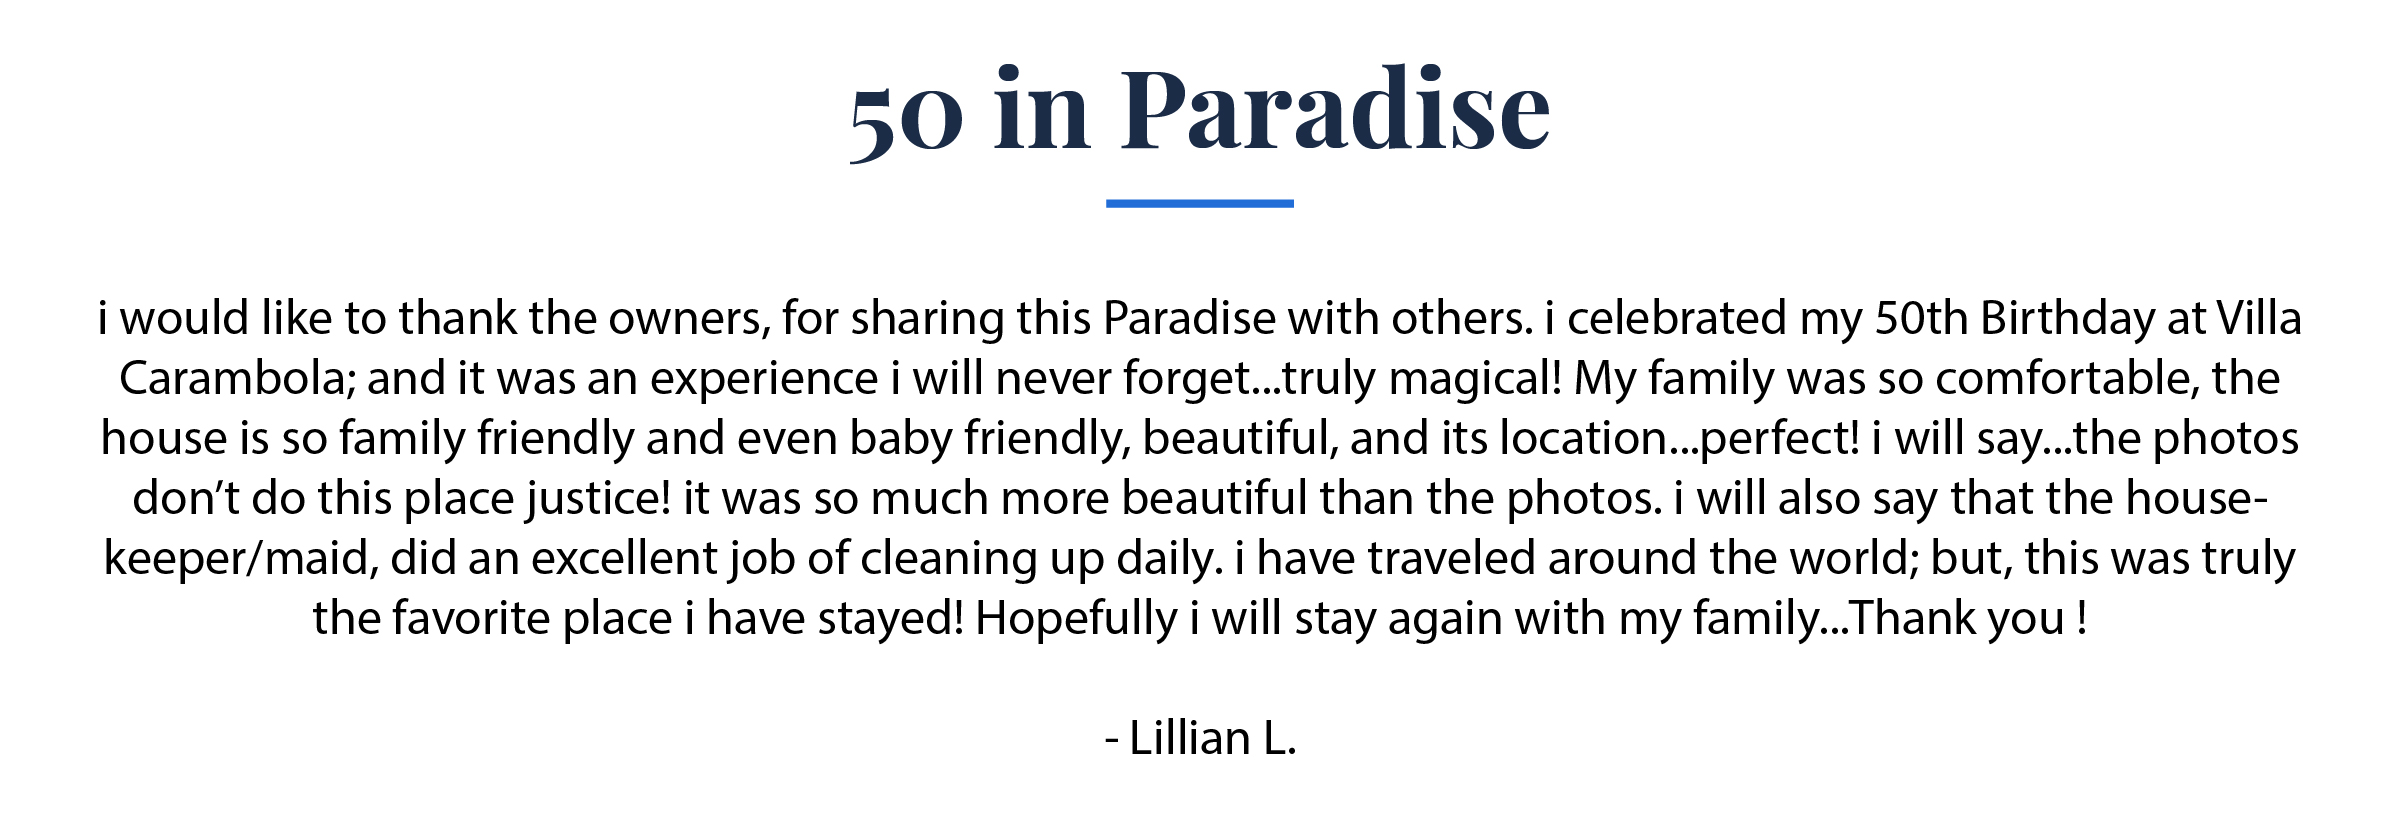 50 in Paradise
i would like to thank the owners, for sharing this Paradise with others. i celebrated my 50th Birthday at Villa
Carambola; and it was an experience i will never forget...truly magical! My family was so comfortable, the
house is so family friendly and even baby friendly, beautiful, and its location...perfect! i will say...the photos
don’t do this place justice! it was so much more beautiful than the photos. i will also say that the house-
keeper/maid, did an excellent job of cleaning up daily. i have traveled around the world; but, this was truly
the favorite place i have stayed! Hopefully i will stay again with my family...Thank you !
- Lillian L.